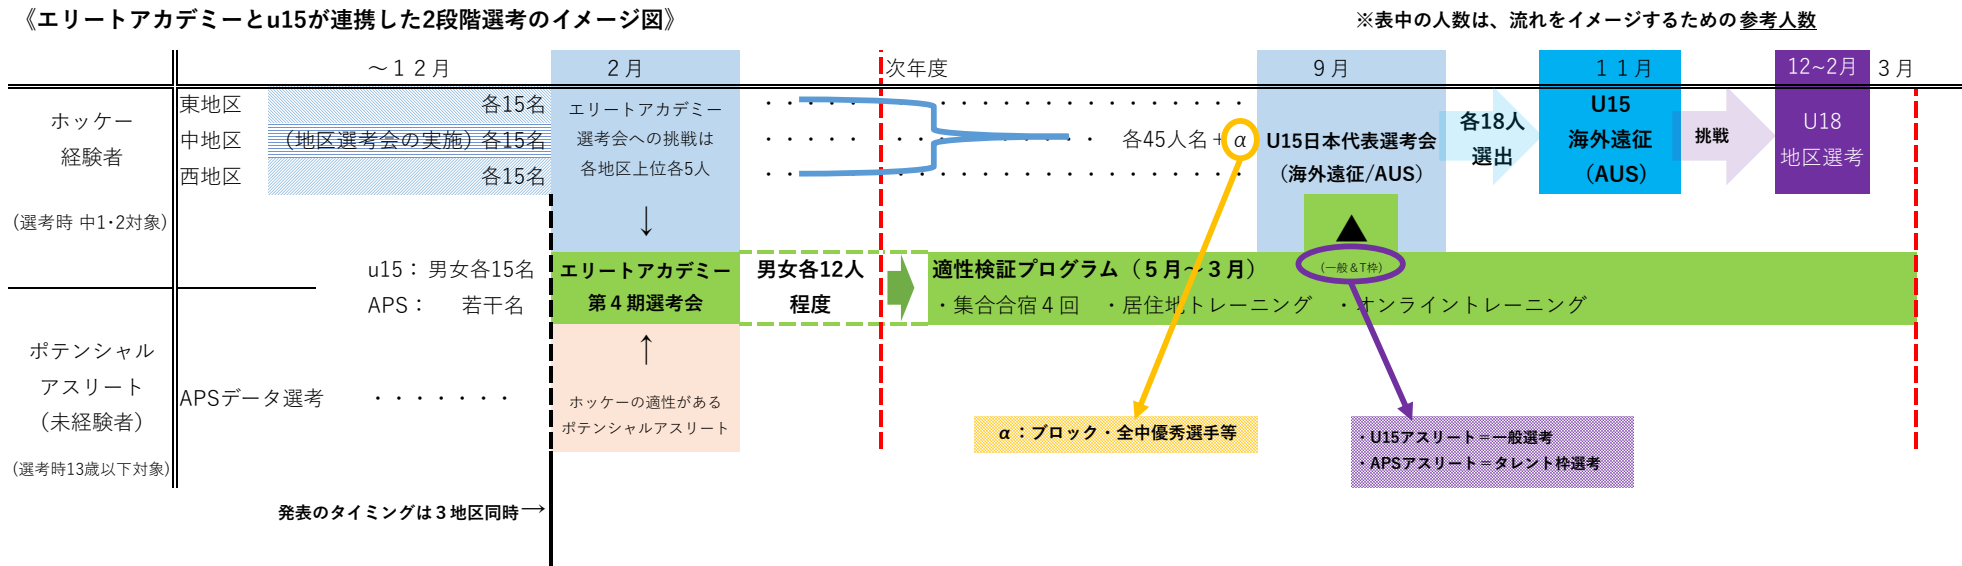 《エリートアカデミーとu15が連携した2段階選考のイメージ図》
※表中の人数は、流れをイメージするための参考人数
～１２月
２月
次年度
９月
１１月
12~2月
３月
ホッケー
経験者
(選考時 中1・2対象)
東地区
各15名
中地区
（地区選考会の実施）各15名
西地区
各15名
エリートアカデミー
選考会への挑戦は
各地区上位各5人
↓
・・・・・・・・・・・・・・・・・・・・
・・・・・・・・・・・・・・
各45人名＋α
・・・・・・・・・・・・・・・・・・・・
U15日本代表選考会
（海外遠征/AUS）
各18人
選出
U15
海外遠征
（AUS）
挑戦
U18
地区選考
▲
（一般＆T枠）
u15： 男女各15名
APS：　若干名
エリートアカデミー
第４期選考会
男女各12人
程度
適性検証プログラム（５月～３月）
・集合合宿４回　・居住地トレーニング　・オンライントレーニング
ポテンシャル
アスリート
（未経験者）
(選考時13歳以下対象)
APSデータ選考
・・・・・・・
↑
ホッケーの適性がある
ポテンシャルアスリート
α：ブロック・全中優秀選手等
・U15アスリート＝一般選考
・APSアスリート＝タレント枠選考
発表のタイミングは３地区同時→